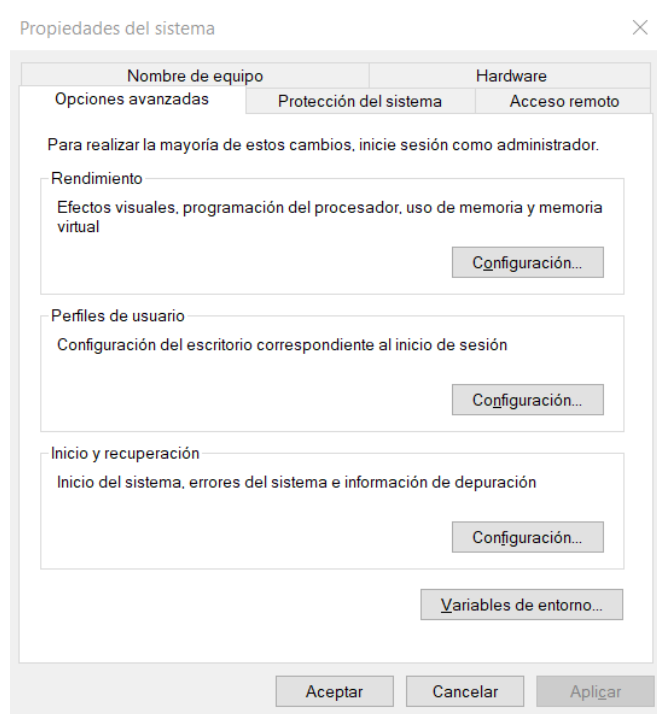 Propiedades del sistema
Nombre de equipo
Hardware
Opciones avanzadas
Protección del sistema
Acceso remoto
Para realizar la mayoría de estos cambios, inicie sesión como administrador.
Rendimiento
Efectos visuales, programación del procesador, uso de memoria y memoria
virtual
Configuración...
Perfiles de usuario
Configuración del escritorio correspondiente al inicio de sesión
Configuración...
Inicio y recuperación
Inicio del sistema, errores del sistema e información de depuración
Configuración...
Variables de entorno...
Aceptar
Cancelar
Aplicar